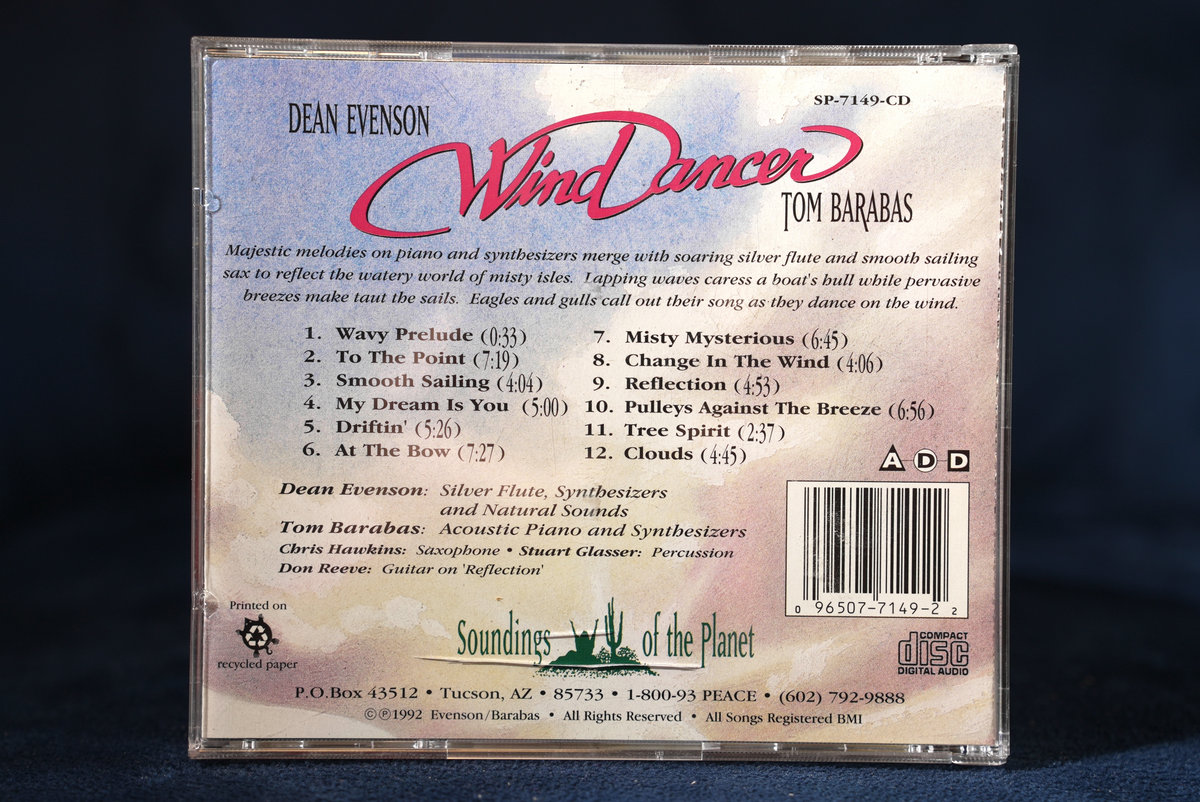 SP-7149-CD
DEAN EVENSON
Wind Dancer
TOM BARABAS
Majestic melodies on piano and synthesizers merge with soaring silver flute and smooth sailing
sax to reflect the watery world of misty isles. Lapping waves caress a boat's hull while pervasive
breezes make taut the sails. Eagles and gulls call out their song as they dance on the wind.
1. Wavy Prelude (0:33)
2. To The Point (7:19)
3. Smooth Sailing (4:04)
4. My Dream Is You (5:00)
5. Driftin' (5:26)
6. At The Bow (7:27)
7. Misty Mysterious (6:45)
8. Change In The Wind (4:06)
9. Reflection (4:53)
10. Pulleys Against The Breeze (6:56)
11. Tree Spirit (2:37)
12. Clouds (4:45)
A D D
Dean Evenson: Silver Flute, Synthesizers
and Natural Sounds
Tom Barabas: Acoustic Piano and Synthesizers
Chris Hawkins: Saxophone • Stuart Glasser: Percussion
Don Reeve: Guitar on 'Reflection'
0 96507-7149-2 2
Printed on
recycled paper
Soundings of the Planet
COMPACT
disc
DIGITAL AUDIO
P.O.Box 43512 • Tucson, AZ • 85733 • 1-800-93 PEACE • (602) 792-9888
©℗1992 Evenson/Barabas • All Rights Reserved • All Songs Registered BMI